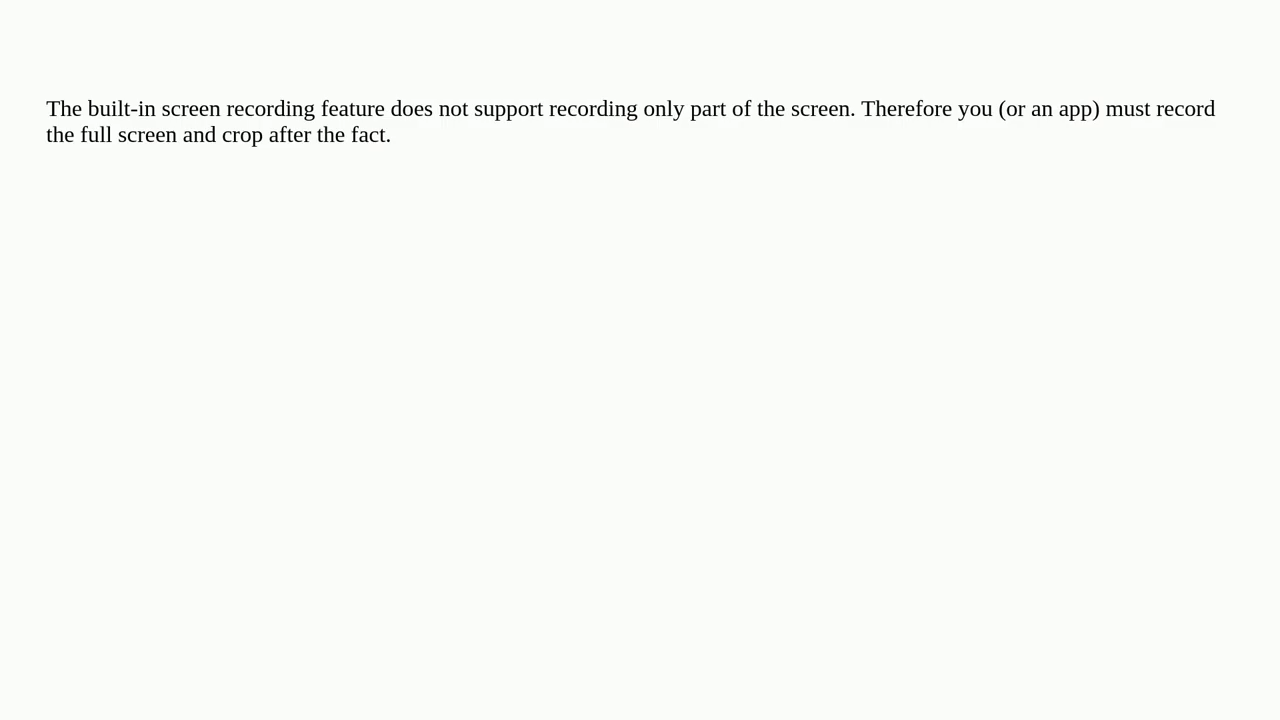 The built-in screen recording feature does not support recording only part of the screen. Therefore you (or an app) must record
the full screen and crop after the fact.